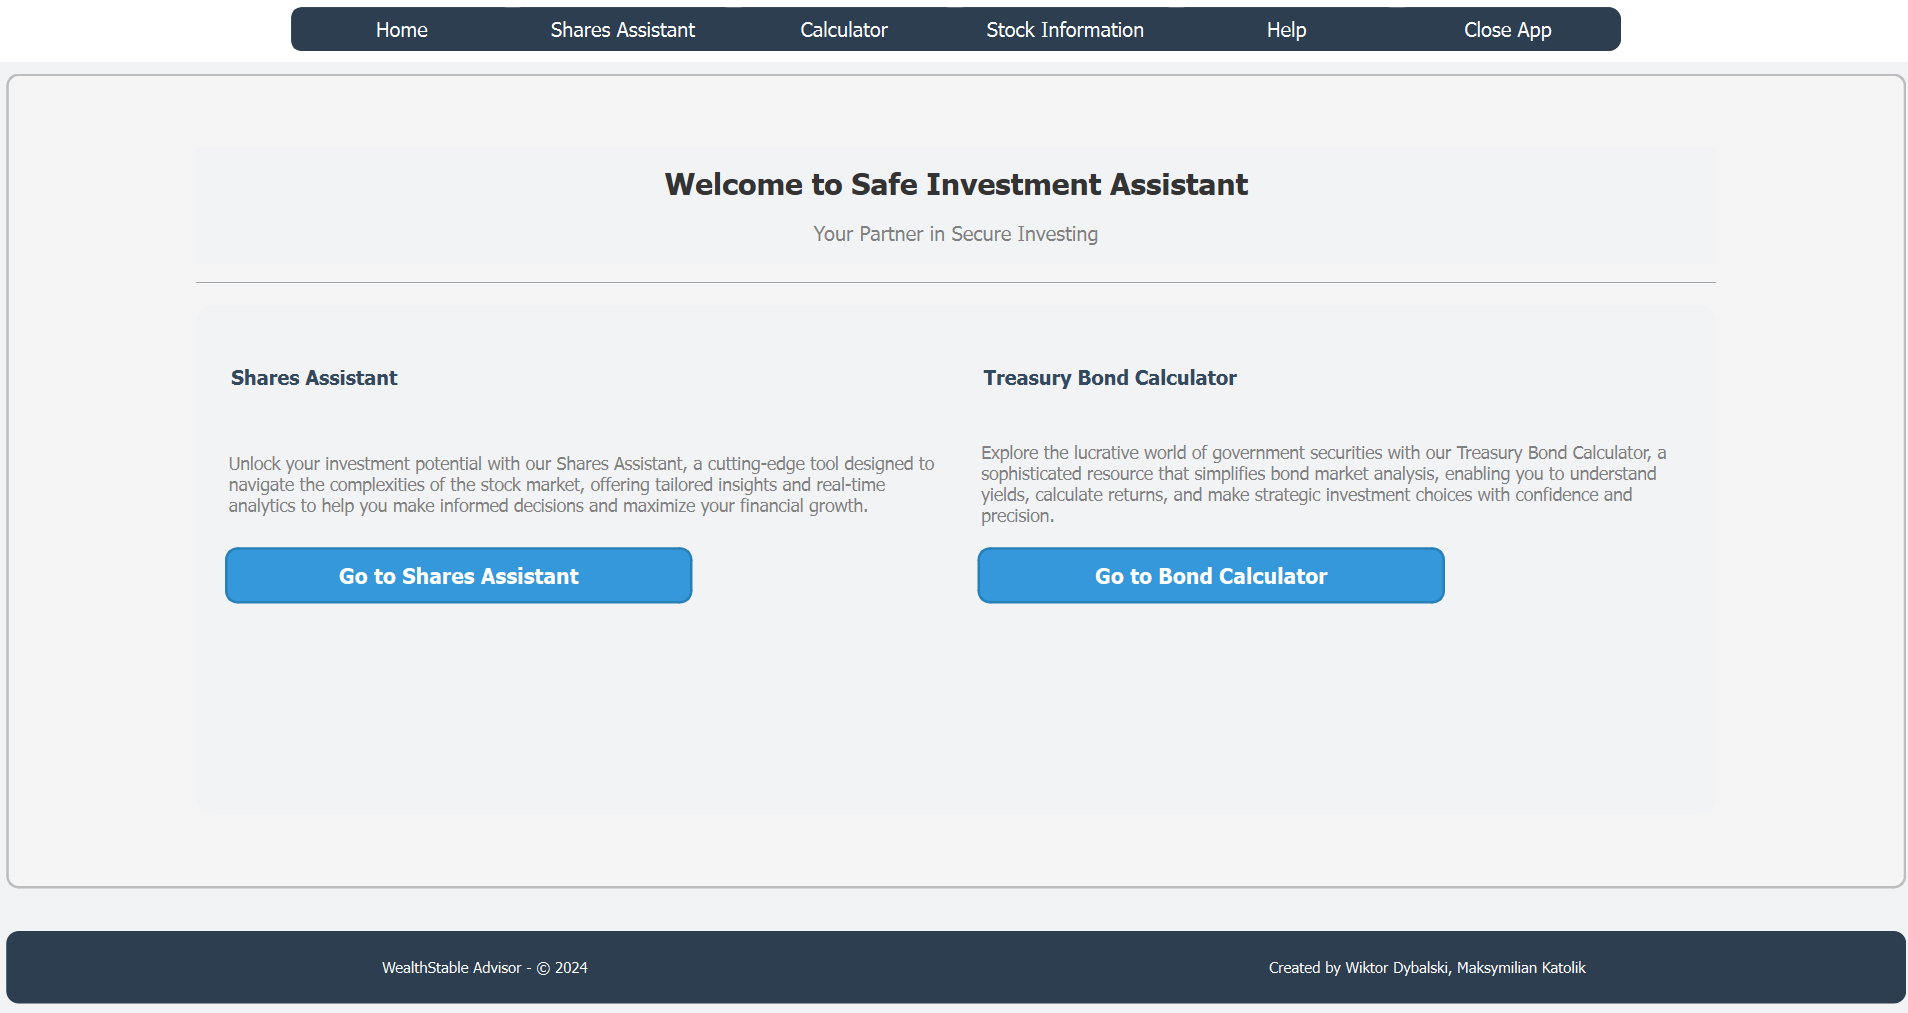 Home Shares Assistant Calculator Stock Information Help Close App
Welcome to Safe Investment Assistant
Your Partner in Secure Investing
Shares Assistant
Unlock your investment potential with our Shares Assistant, a cutting-edge tool designed to
navigate the complexities of the stock market, offering tailored insights and real-time
analytics to help you make informed decisions and maximize your financial growth.
Go to Shares Assistant
Treasury Bond Calculator
Explore the lucrative world of government securities with our Treasury Bond Calculator, a
sophisticated resource that simplifies bond market analysis, enabling you to understand
yields, calculate returns, and make strategic investment choices with confidence and
precision.
Go to Bond Calculator
WealthStable Advisor - © 2024
Created by Wiktor Dybalski, Maksymilian Katolik